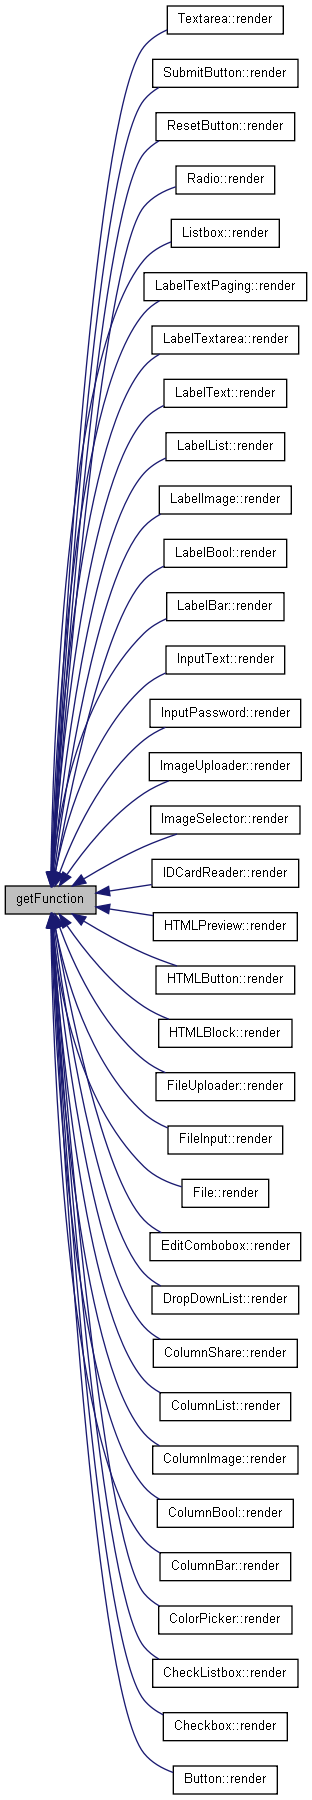 Textarea::render
SubmitButton::render
ResetButton::render
Radio::render
Listbox::render
LabelTextPaging::render
LabelTextarea::render
LabelText::render
LabelList::render
LabelImage::render
LabelBool::render
LabelBar::render
InputText::render
InputPassword::render
ImageUploader::render
ImageSelector::render
IDCardReader::render
getFunction
HTMLPreview::render
HTMLButton::render
HTMLBlock::render
FileUploader::render
FileInput::render
File::render
EditCombobox::render
DropDownList::render
ColumnShare::render
ColumnList::render
ColumnImage::render
ColumnBool::render
ColumnBar::render
ColorPicker::render
CheckListbox::render
Checkbox::render
Button::render